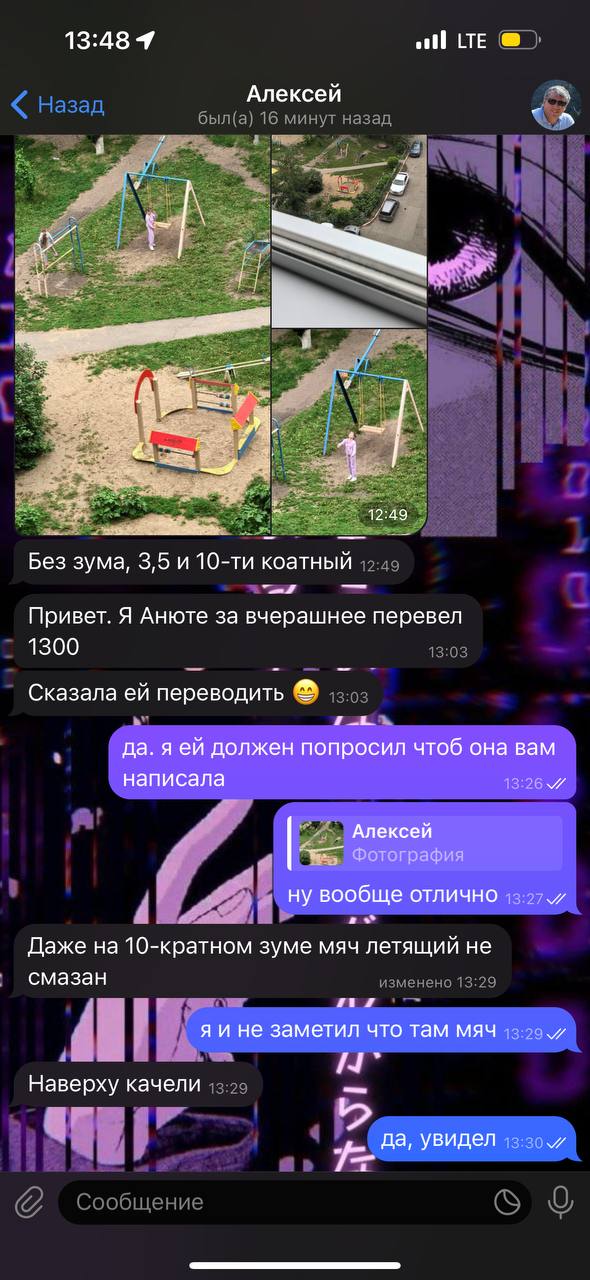 13:48
LTE
Назад
Алексей
был(а) 16 минут назад
12:49
Без зума, 3,5 и 10-ти коатный 12:49
Привет. Я Анюте за вчерашнее перевел
1300 13:03
Сказала ей переводить 😁 13:03
да. я ей должен попросил чтоб она вам
написала 13:26
Алексей
Фотография
ну вообще отлично 13:27
Даже на 10-кратном зуме мяч летящий не
смазан изменено 13:29
я и не заметил что там мяч 13:29
Наверху качели 13:29
да, увидел 13:30
Сообщение